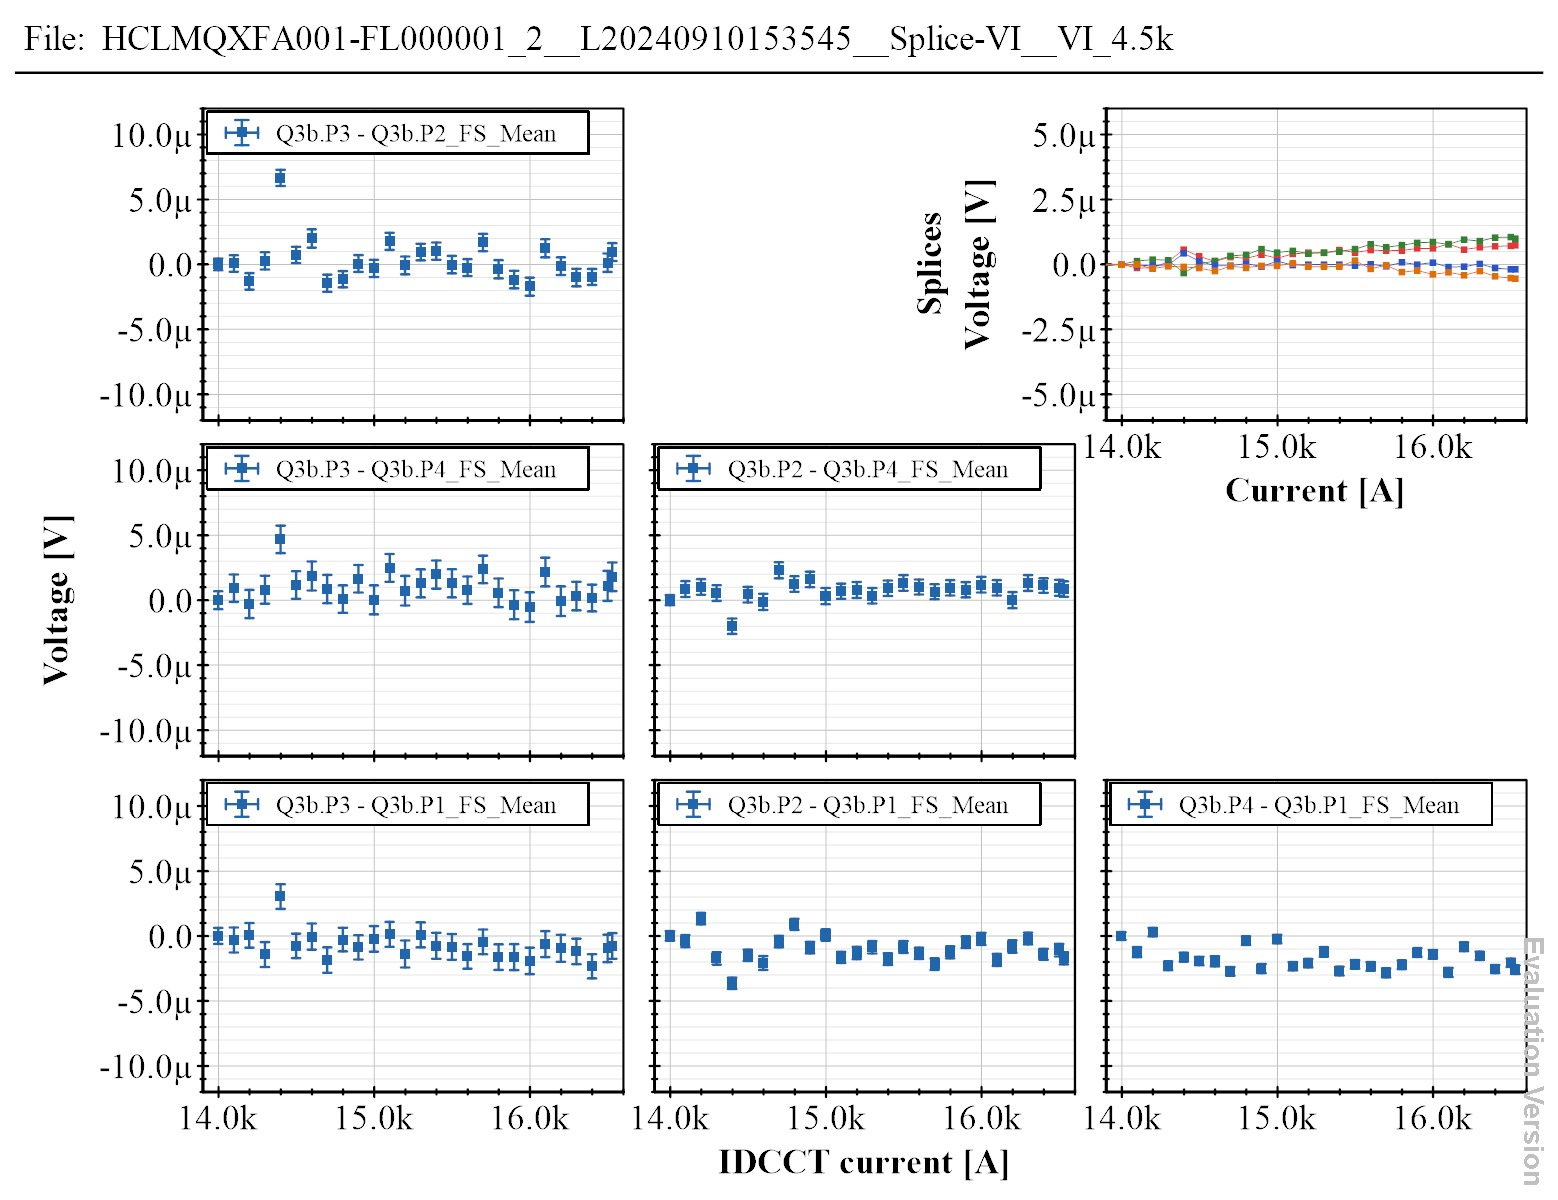 File: HCLMQXFA001-FL000001_2__L20240910153545__Splice-VI__VI_4.5k
Q3b.P3 - Q3b.P2_FS_Mean
10.0µ
5.0µ
0.0
-5.0µ
-10.0µ
Splices
Voltage [V]
5.0µ
2.5µ
0.0
-2.5µ
-5.0µ
14.0k 15.0k 16.0k
Current [A]
Voltage [V]
Q3b.P3 - Q3b.P4_FS_Mean
10.0µ
5.0µ
0.0
-5.0µ
-10.0µ
Q3b.P2 - Q3b.P4_FS_Mean
Q3b.P3 - Q3b.P1_FS_Mean
10.0µ
5.0µ
0.0
-5.0µ
-10.0µ
14.0k 15.0k 16.0k
Q3b.P2 - Q3b.P1_FS_Mean
14.0k 15.0k 16.0k
Q3b.P4 - Q3b.P1_FS_Mean
14.0k 15.0k 16.0k
IDCCT current [A]
Evaluation Version